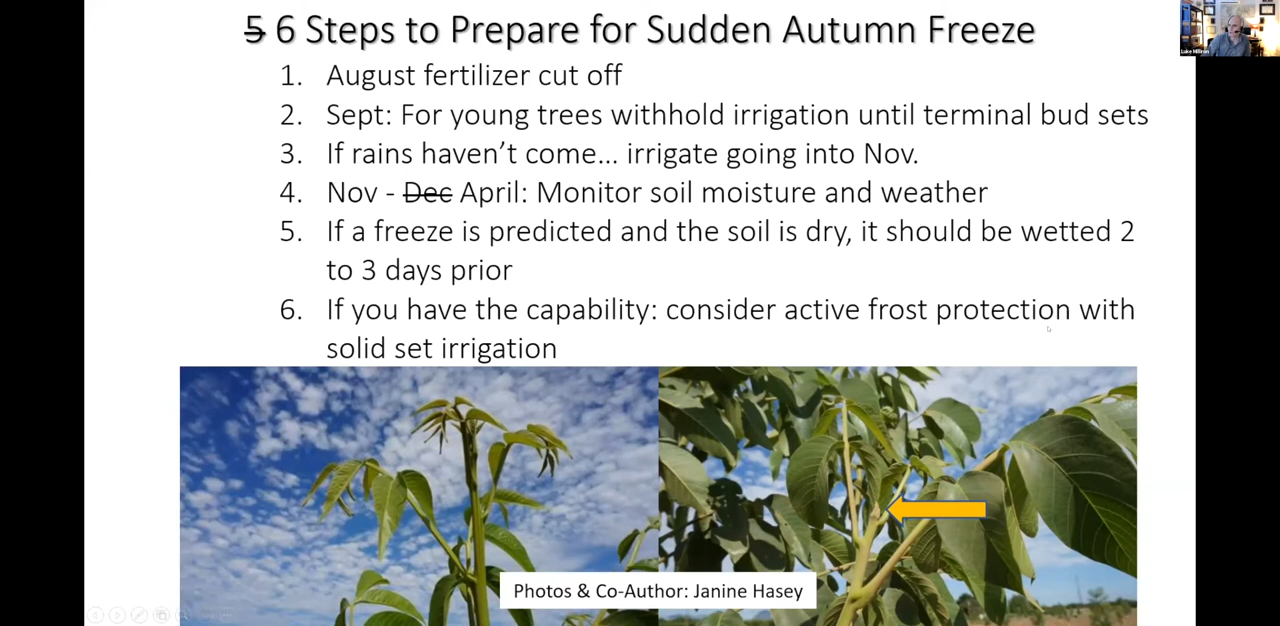 5 6 Steps to Prepare for Sudden Autumn Freeze
Luke Milliron
1. August fertilizer cut off
2. Sept: For young trees withhold irrigation until terminal bud sets
3. If rains haven’t come… irrigate going into Nov.
4. Nov - Dec April: Monitor soil moisture and weather
5. If a freeze is predicted and the soil is dry, it should be wetted 2
to 3 days prior
6. If you have the capability: consider active frost protection with
solid set irrigation
Photos & Co-Author: Janine Hasey